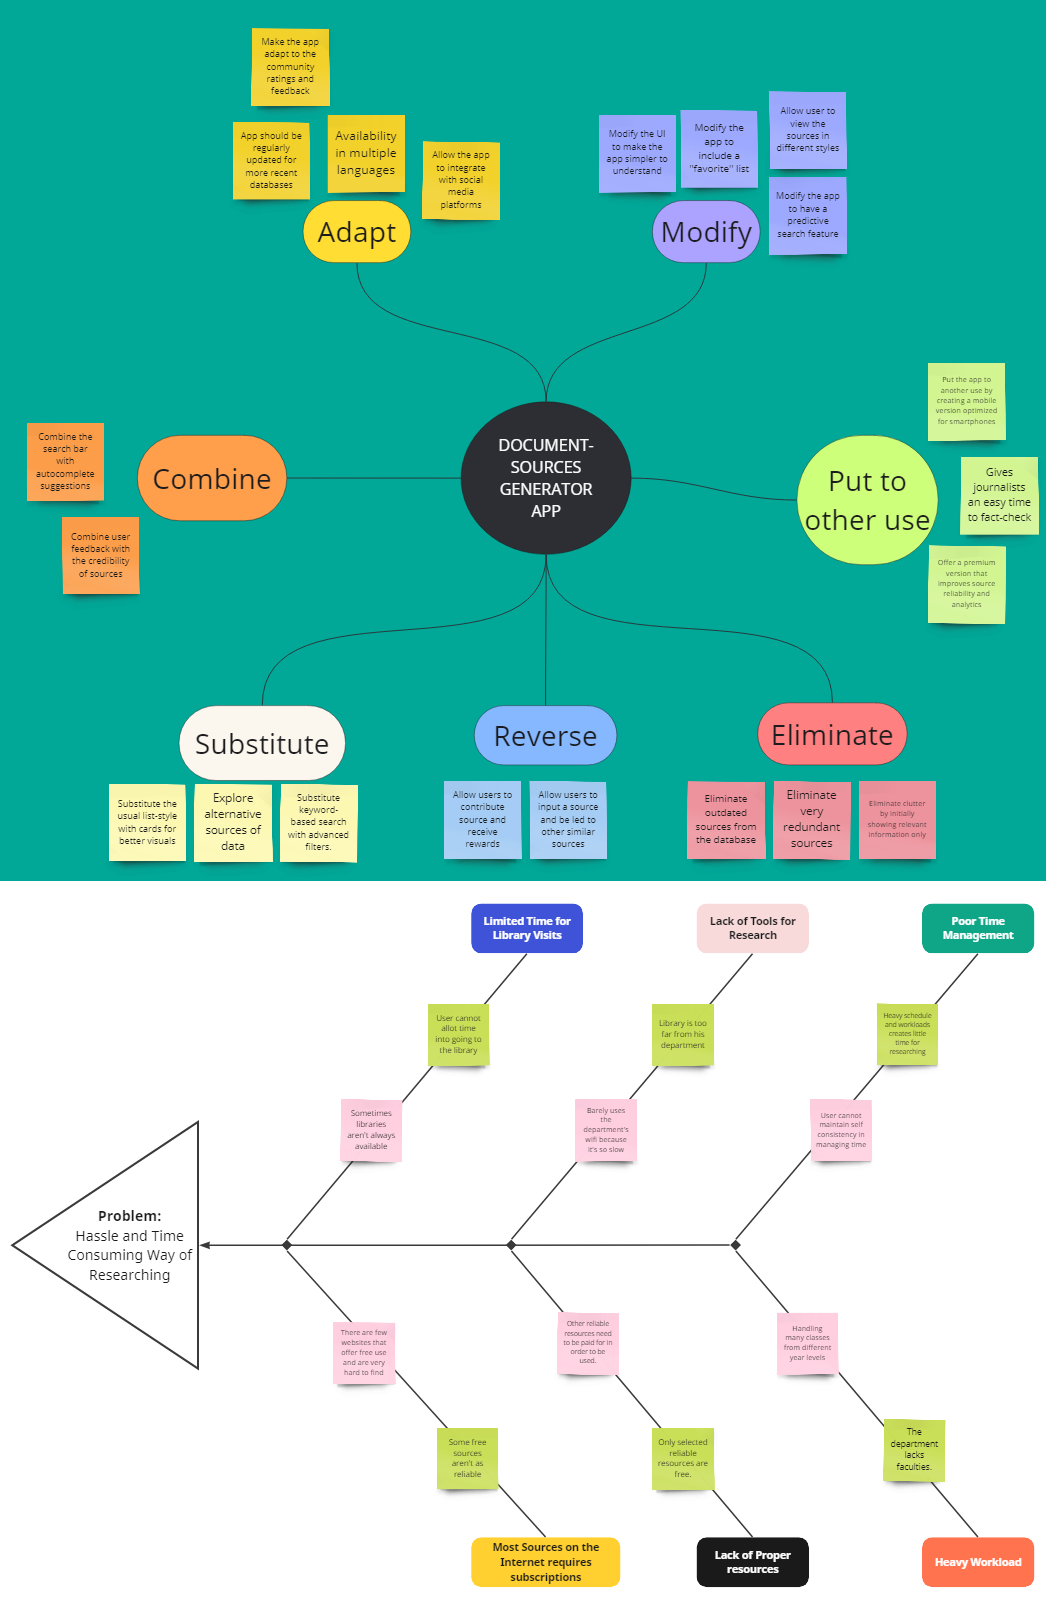 Make the app
adapt to the
community
ratings and
feedback
App should be
regularly
updated for
more recent
databases
Availability
in multiple
languages
Allow the app
to integrate
with social
media
platforms
Adapt
Modify the UI
to make the
app simpler to
understand
Modify the
app to
include a
"favorite" list
Allow user to
view the
sources in
different styles
Modify the app
to have a
predictive
search feature
Modify
Combine the
search bar
with
autocomplete
suggestions
Combine user
feedback with
the credibility
of sources
Combine
DOCUMENT-
SOURCES
GENERATOR
APP
Put to
other use
Put the app to
another use by
creating a mobile
version optimized
for smartphones
Gives
journalists
an easy time
to fact-check
Offer a premium
version that
improves source
reliability and
analytics
Substitute
Substitute the
usual list-style
with cards for
better visuals
Explore
alternative
sources of
data
Substitute
keyword-
based search
with advanced
filters.
Reverse
Allow users to
contribute
source and
receive
rewards
Allow users to
input a source
and be led to
other similar
sources
Eliminate
Eliminate
outdated
sources from
the database
Eliminate
very
redundant
sources
Eliminate clutter
by initially
showing relevant
information only
Limited Time for
Library Visits
Lack of Tools for
Research
Poor Time
Management
User cannot
allot time
into going to
the library
Library is too
far from his
department
Heavy schedule
and workloads
creates little
time for
researching
Sometimes
libraries
aren't always
available
Barely uses
the
department's
wifi because
it's so slow
User cannot
maintain self
consistency in
managing time
Problem:
Hassle and Time
Consuming Way of
Researching
There are few
websites that
offer free use
and are very
hard to find
Other reliable
resources need
to be paid for in
order to be
used.
Handling
many classes
from different
year levels
Some free
sources
aren't as
reliable
Only selected
reliable
resources are
free.
The
department
lacks
faculties.
Most Sources on the
Internet requires
subscriptions
Lack of Proper
resources
Heavy Workload